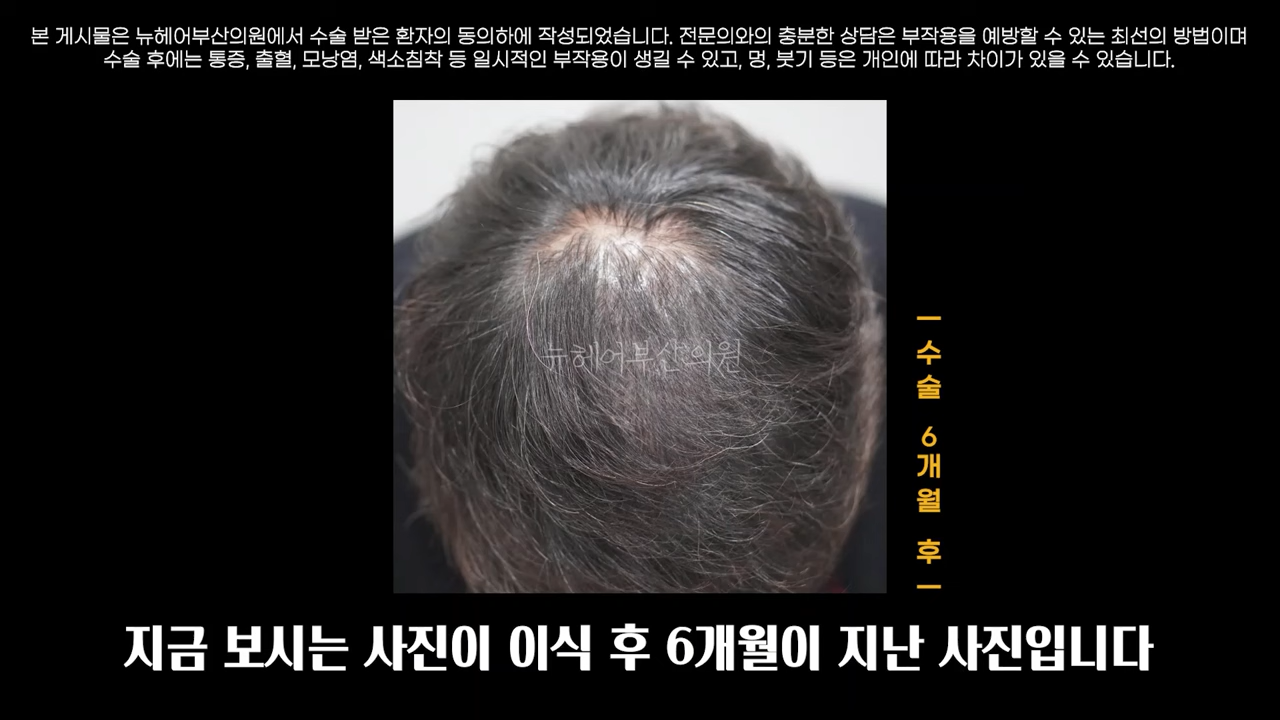 본 게시물은 뉴헤어부산의원에서 수술 받은 환자의 동의하에 작성되었습니다. 전문의와의 충분한 상담은 부작용을 예방할 수 있는 최선의 방법이며
수술 후에는 통증, 출혈, 모낭염, 색소침착 등 일시적인 부작용이 생길 수 있고, 멍, 붓기 등은 개인에 따라 차이가 있을 수 있습니다.
뉴헤어부산의원
ㅡ수술 6개월 후ㅡ
지금 보시는 사진이 이식 후 6개월이 지난 사진입니다